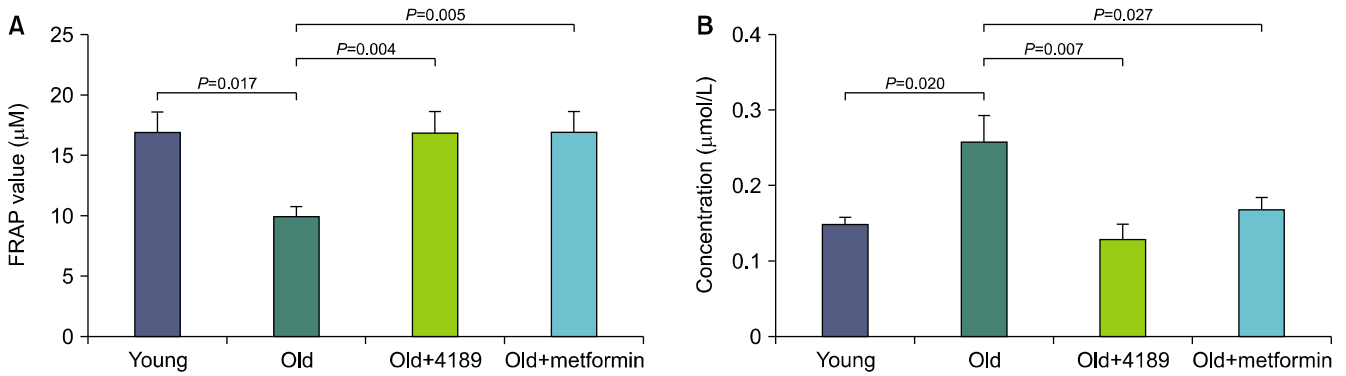 A
FRAP value (μM)
25
20
15
10
5
0
P=0.005
P=0.004
P=0.017
Young
Old
Old+4189
Old+metformin
B
Concentration (μmol/L)
0.4
0.3
0.2
0.1
0
P=0.027
P=0.007
P=0.020
Young
Old
Old+4189
Old+metformin